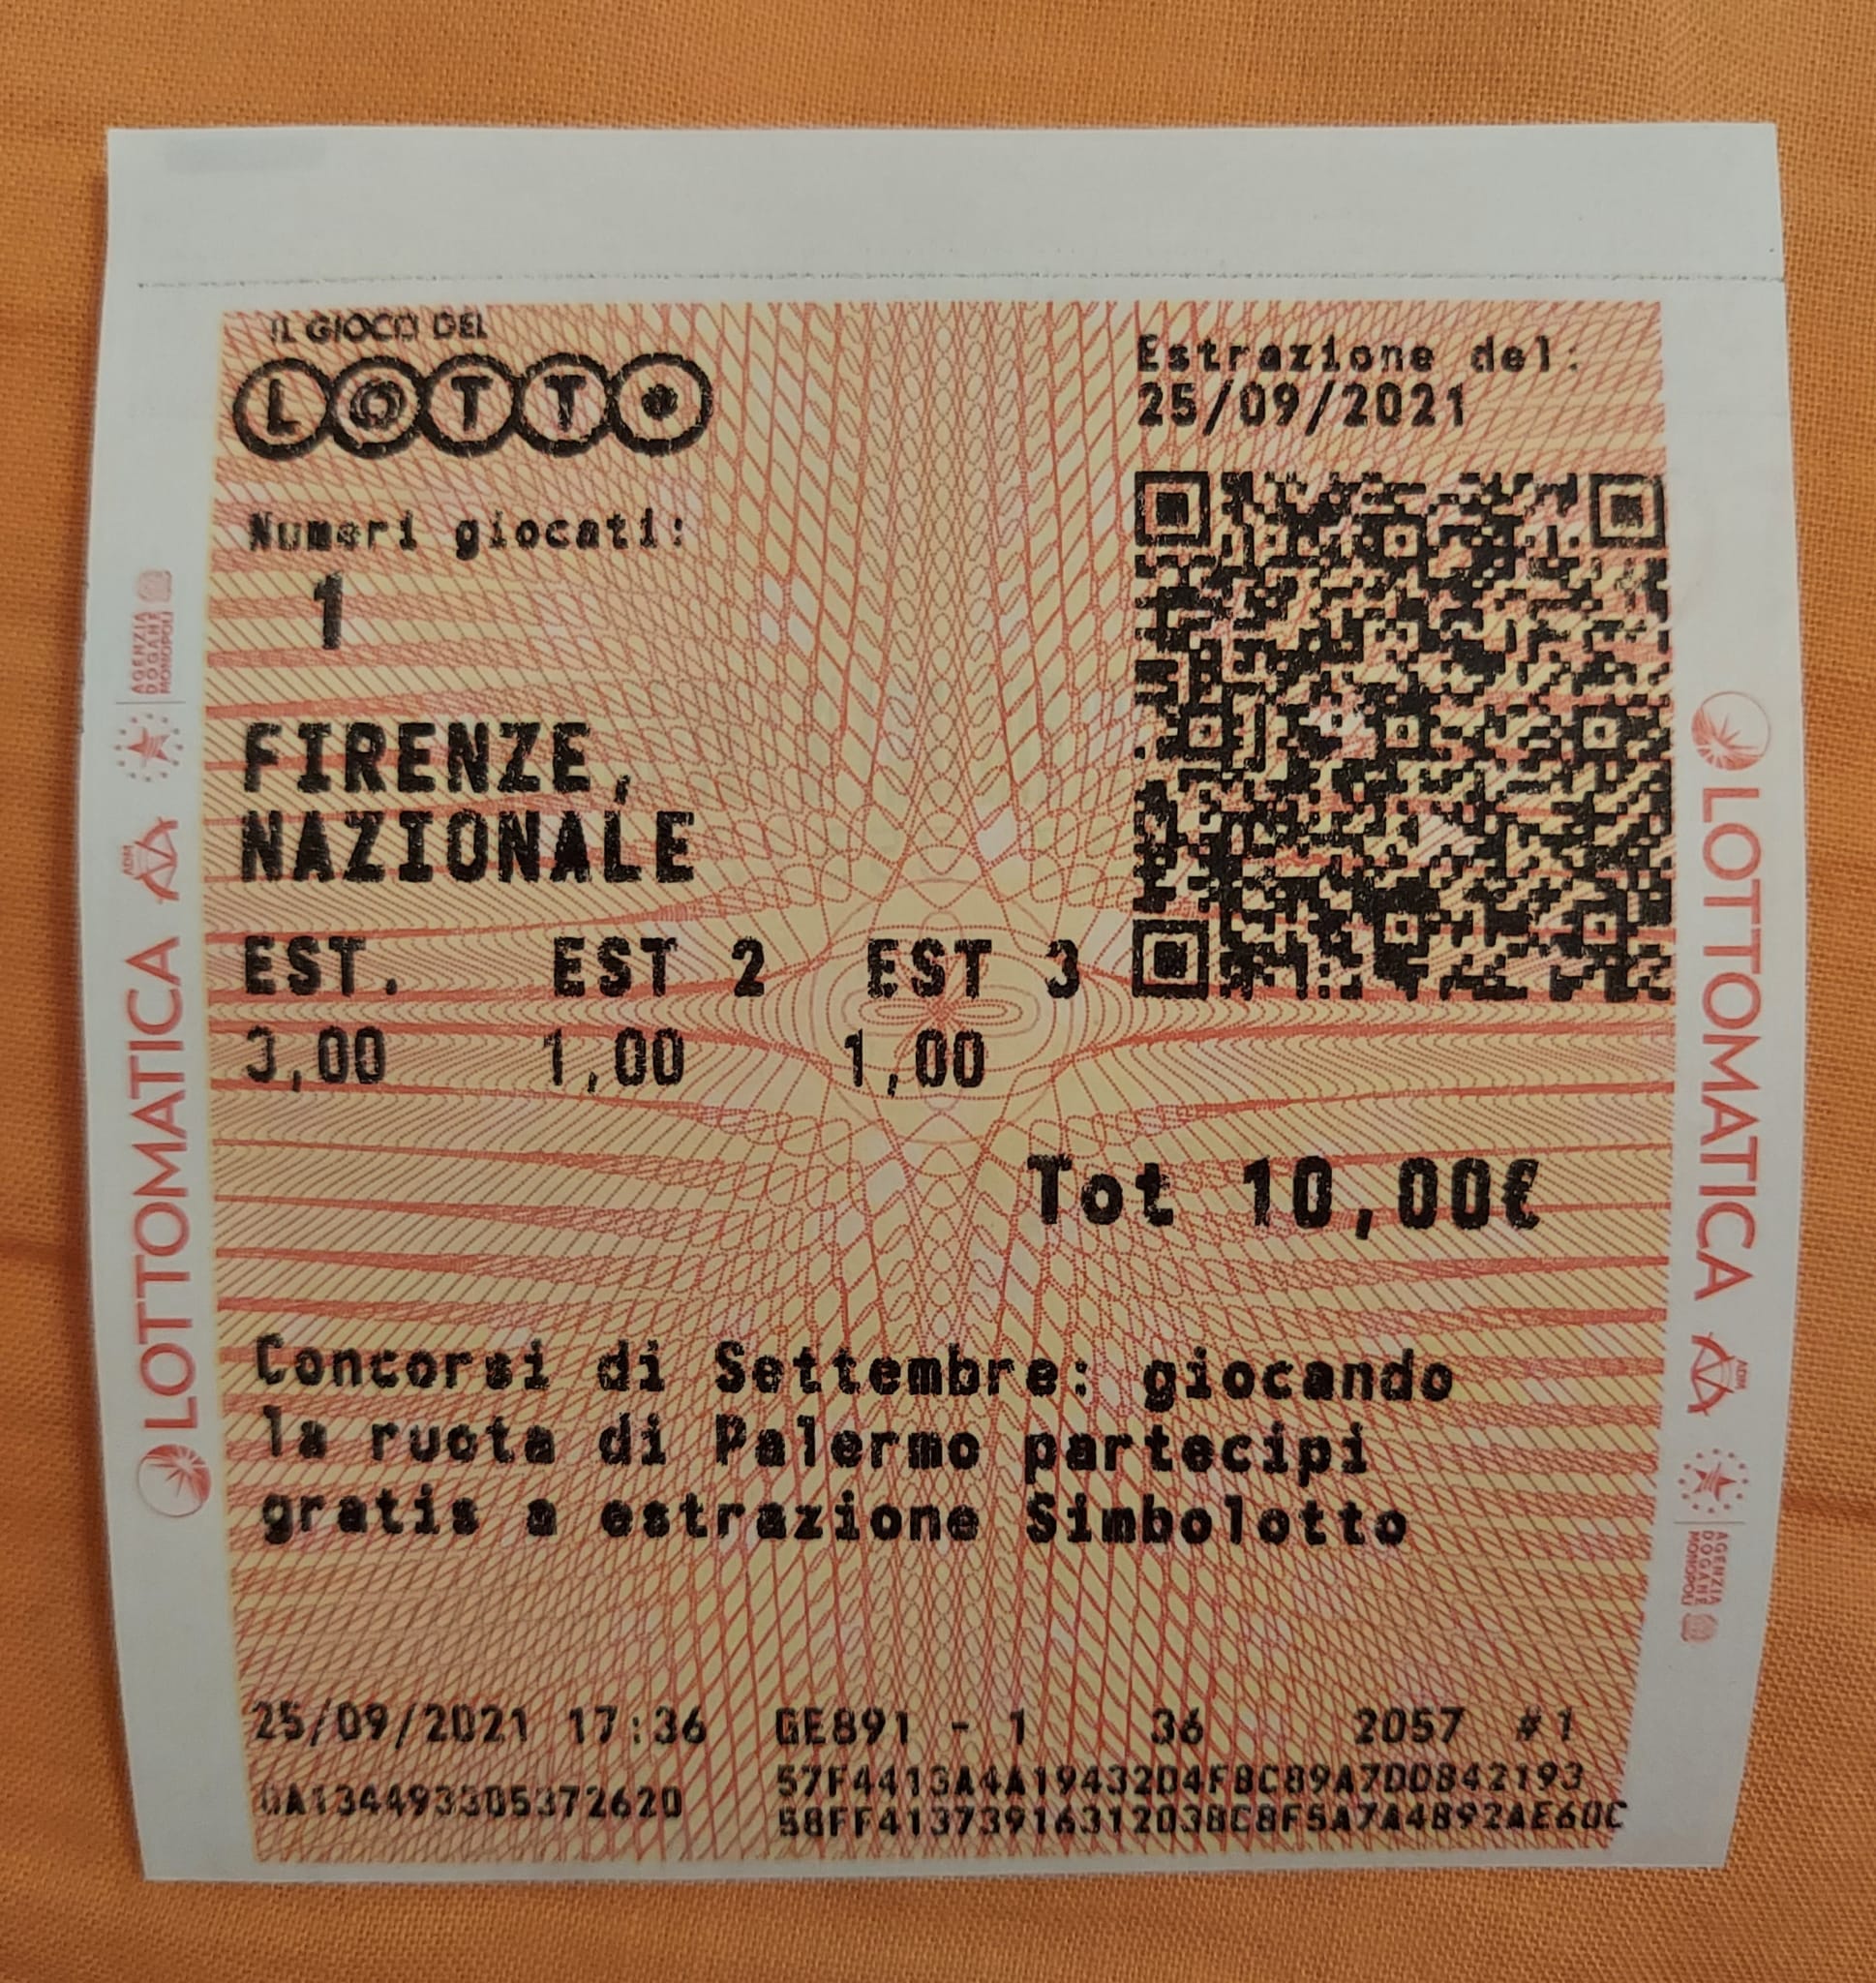 IL GIOCO DEL
LOTTO
Estrazione del:
25/09/2021
Numeri giocati:
1
FIRENZE,
NAZIONALE
EST. EST 2 EST 3
3,00 1,00 1,00
Tot 10,00€
Concorsi di Settembre: giocando
la ruota di Palermo partecipi
gratis a estrazione Simbolotto
25/09/2021 17:36 GE891 - 1 36 2057 #1
57F4413A4A19432D4F8C89A7DD842193
58FF41373916312038C8F5A7A4892AE60C
LOTTOMATICA
ADM
AGENZIA
DOGANE
MONOPOLI
LOTTOMATICA
ADM
AGENZIA
DOGANE
MONOPOLI